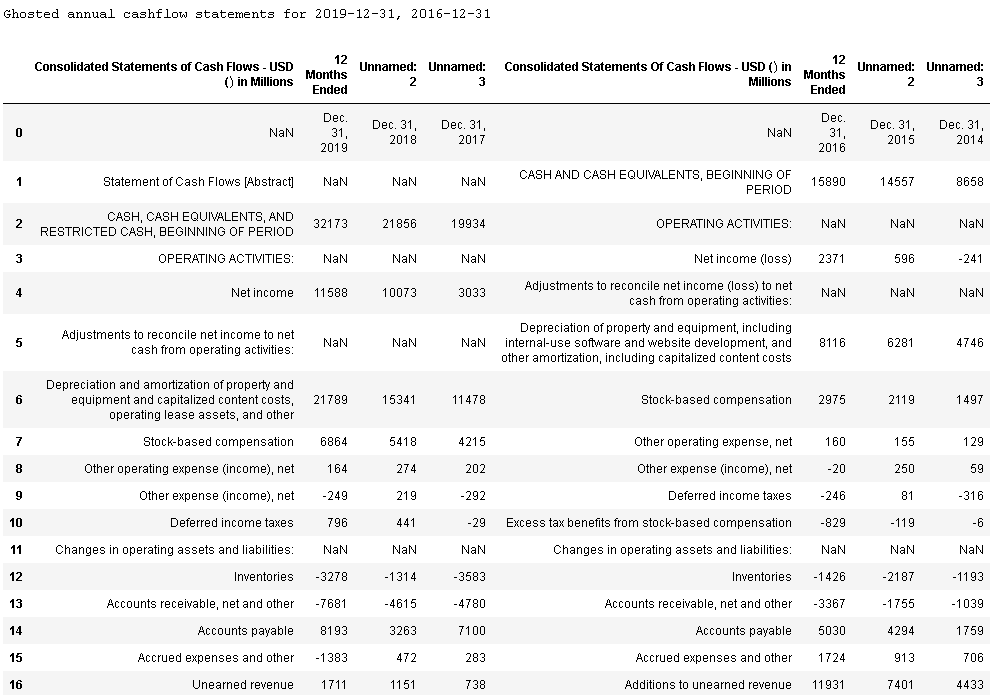 Ghosted annual cashflow statements for 2019-12-31, 2016-12-31
Consolidated Statements of Cash Flows - USD () in Millions 12 Months Ended Unnamed: 2 Unnamed: 3 Consolidated Statements Of Cash Flows - USD () in Millions 12 Months Ended Unnamed: 2 Unnamed: 3
0 NaN Dec. 31, 2019 Dec. 31, 2018 Dec. 31, 2017 NaN Dec. 31, 2016 Dec. 31, 2015 Dec. 31, 2014
1 Statement of Cash Flows [Abstract] NaN NaN NaN CASH AND CASH EQUIVALENTS, BEGINNING OF PERIOD 15890 14557 8658
2 CASH, CASH EQUIVALENTS, AND RESTRICTED CASH, BEGINNING OF PERIOD 32173 21856 19934 OPERATING ACTIVITIES: NaN NaN NaN
3 OPERATING ACTIVITIES: NaN NaN NaN Net income (loss) 2371 596 -241
4 Net income 11588 10073 3033 Adjustments to reconcile net income (loss) to net cash from operating activities: NaN NaN NaN
5 Adjustments to reconcile net income to net cash from operating activities: NaN NaN NaN Depreciation of property and equipment, including internal-use software and website development, and other amortization, including capitalized content costs 8116 6281 4746
6 Depreciation and amortization of property and equipment and capitalized content costs, operating lease assets, and other 21789 15341 11478 Stock-based compensation 2975 2119 1497
7 Stock-based compensation 6864 5418 4215 Other operating expense, net 160 155 129
8 Other operating expense (income), net 164 274 202 Other expense (income), net -20 250 59
9 Other expense (income), net -249 219 -292 Deferred income taxes -246 81 -316
10 Deferred income taxes 796 441 -29 Excess tax benefits from stock-based compensation -829 -119 -6
11 Changes in operating assets and liabilities: NaN NaN NaN Changes in operating assets and liabilities: NaN NaN NaN
12 Inventories -3278 -1314 -3583 Inventories -1426 -2187 -1193
13 Accounts receivable, net and other -7681 -4615 -4780 Accounts receivable, net and other -3367 -1755 -1039
14 Accounts payable 8193 3263 7100 Accounts payable 5030 4294 1759
15 Accrued expenses and other -1383 472 283 Accrued expenses and other 1724 913 706
16 Unearned revenue 1711 1151 738 Additions to unearned revenue 11931 7401 4433